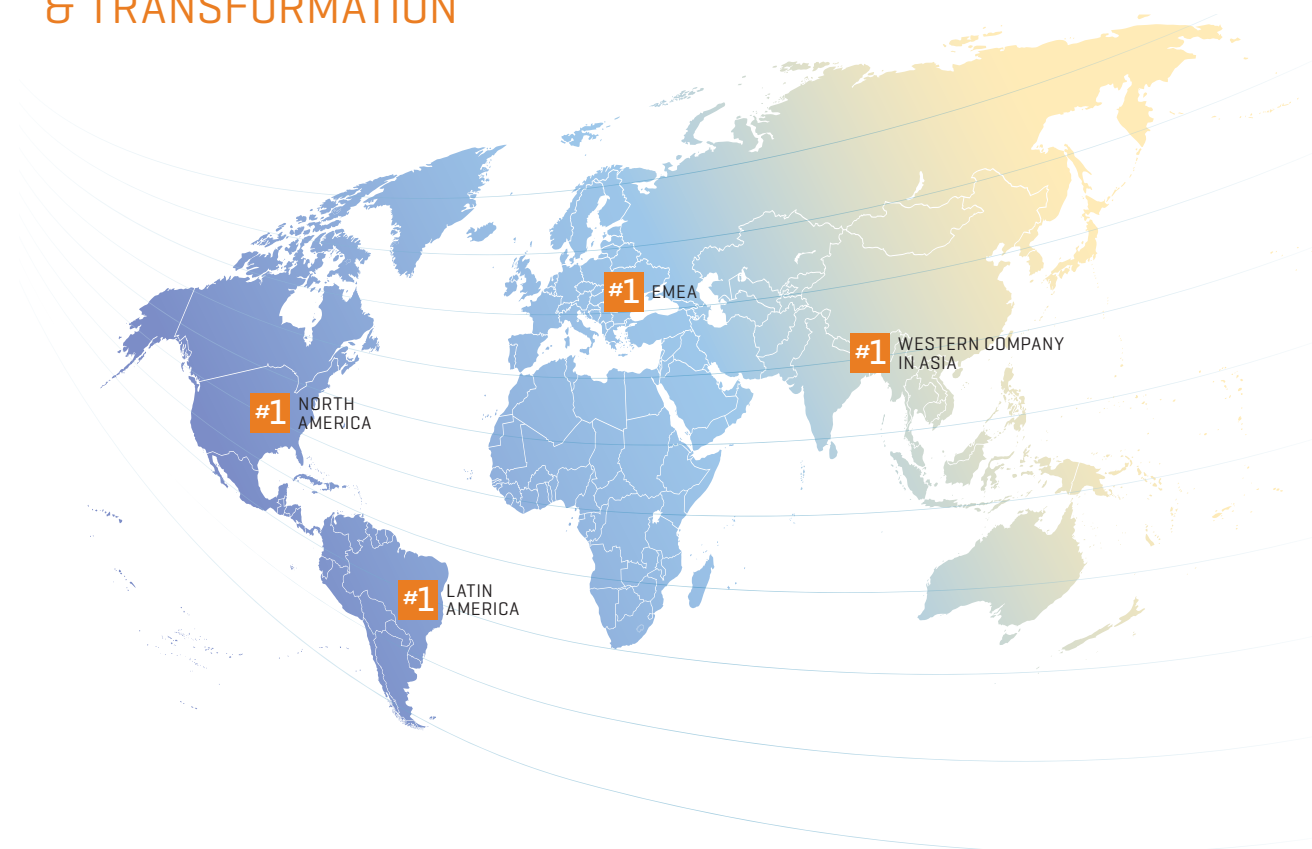 & TRANSFORMATION
#1 EMEA
#1 WESTERN COMPANY
IN ASIA
#1 NORTH
AMERICA
#1 LATIN
AMERICA